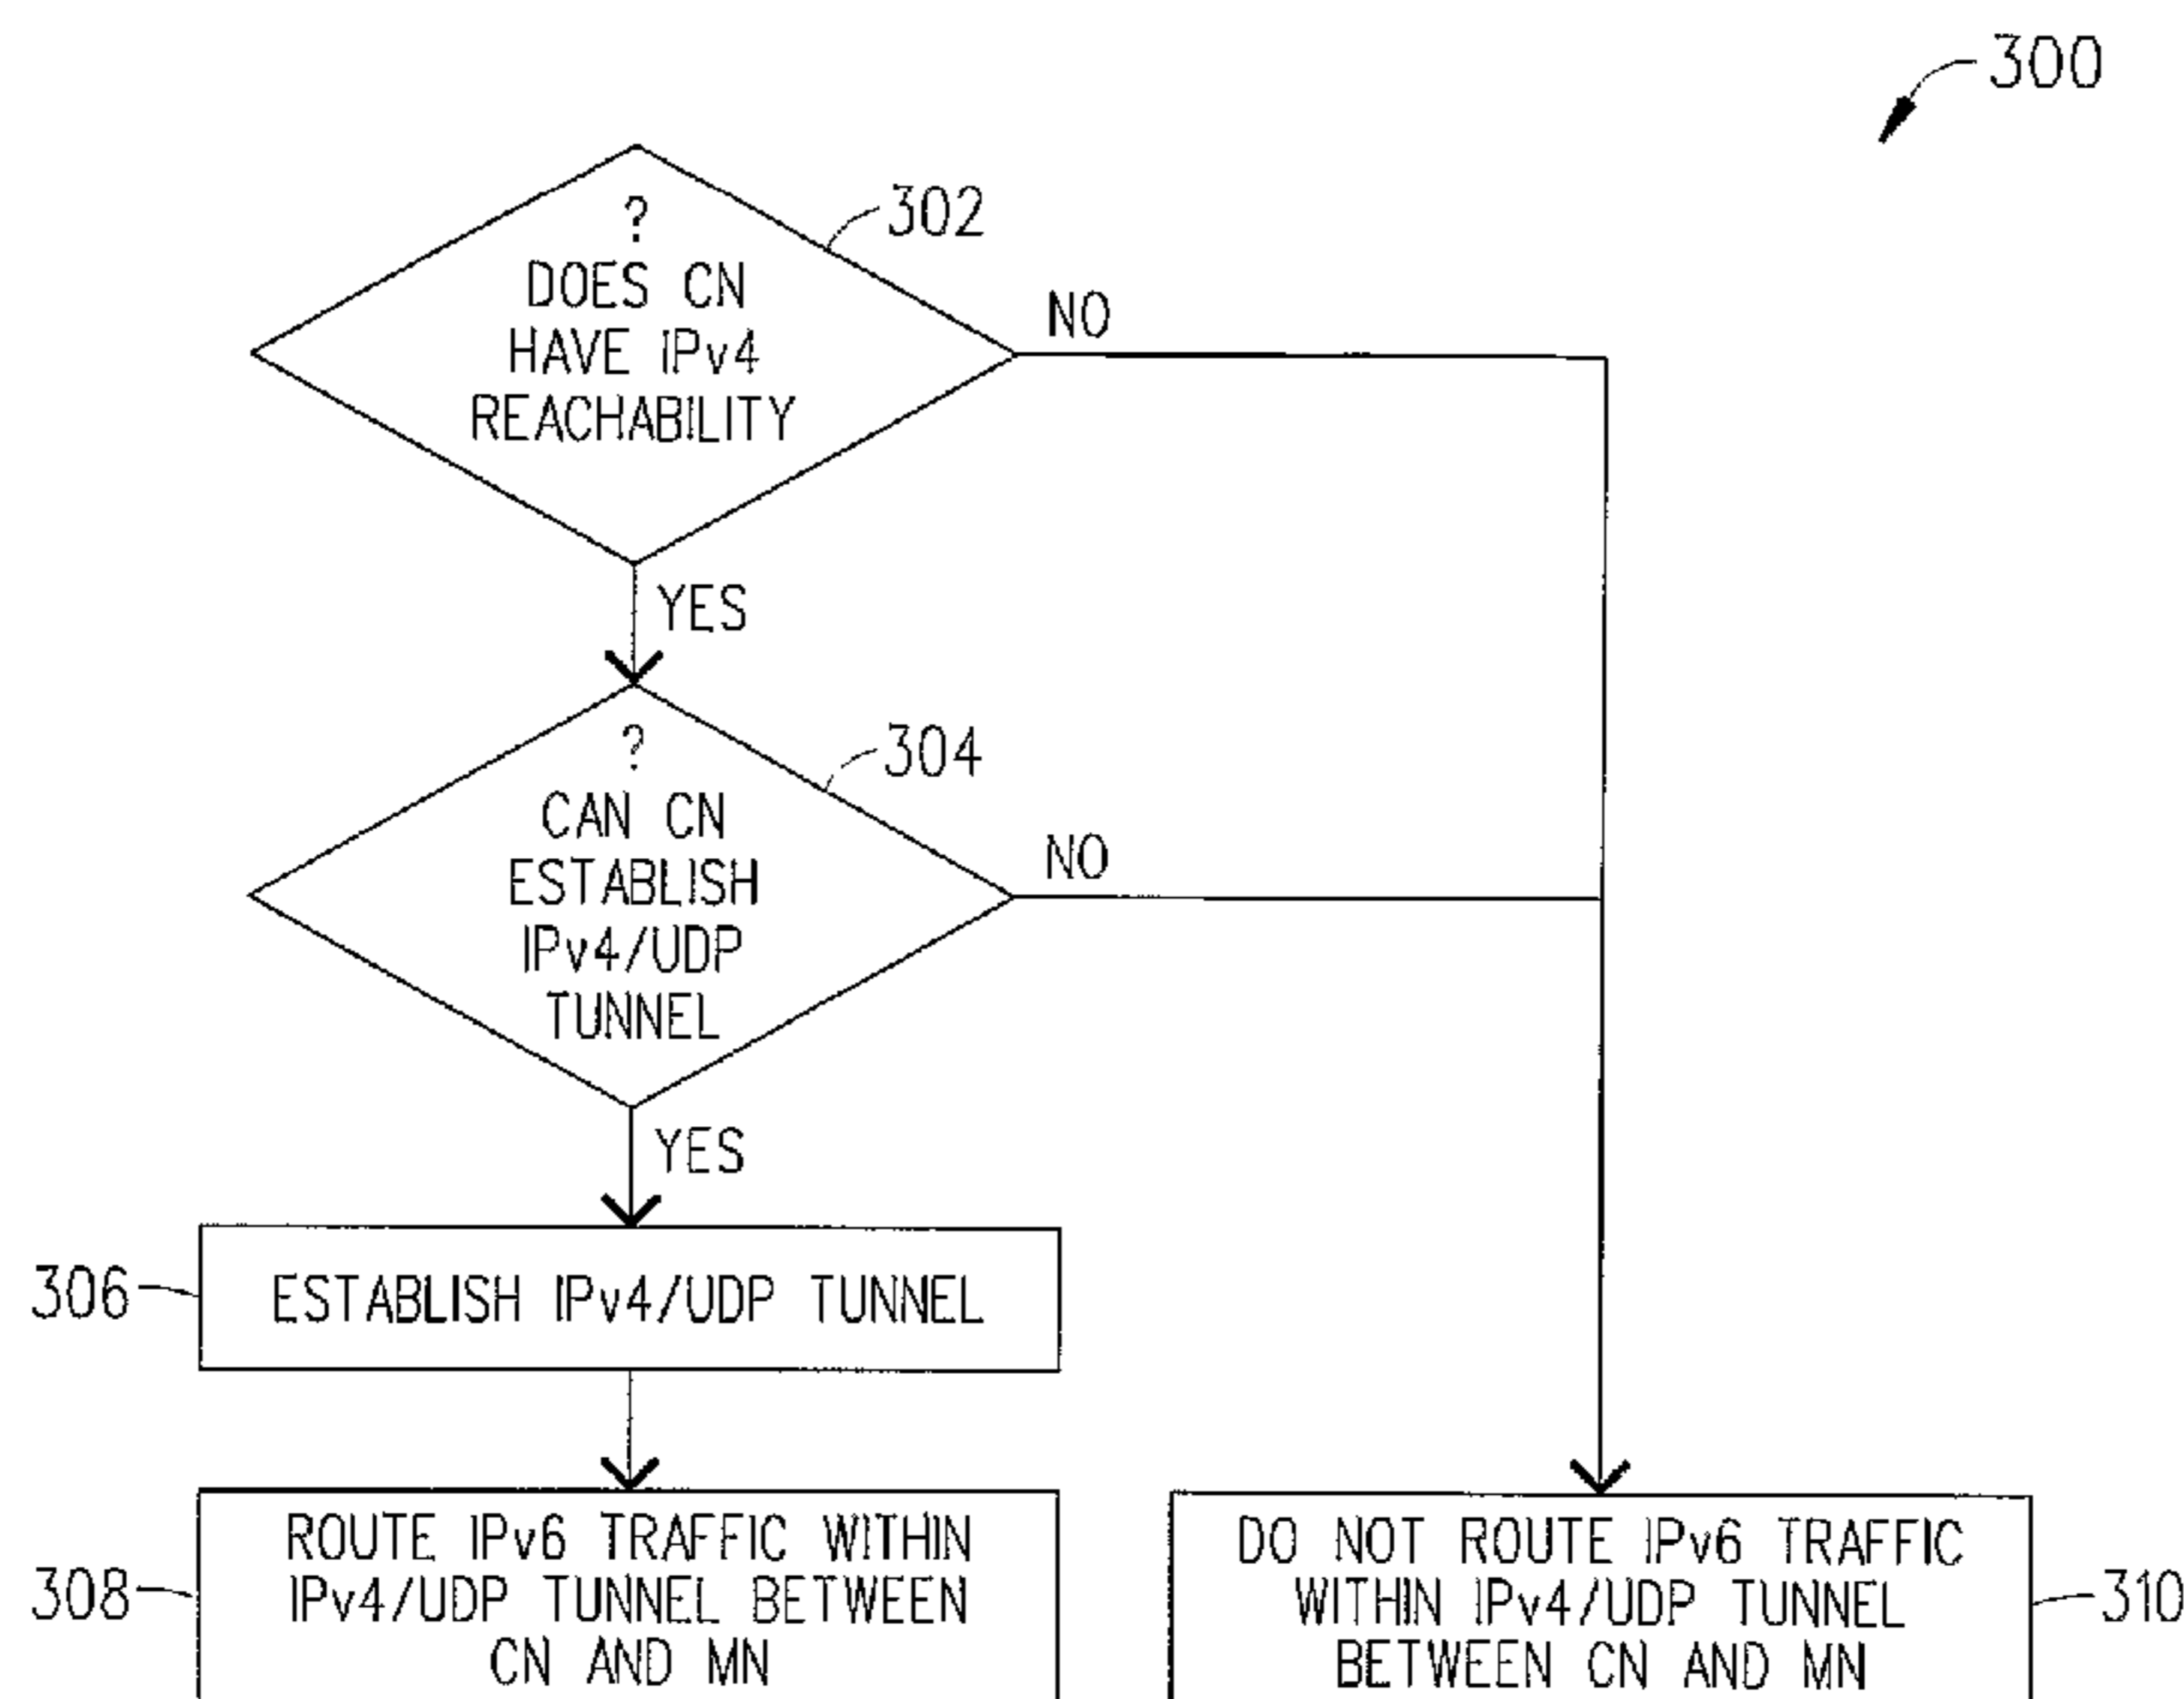 300
302
?
DOES CN
HAVE IPv4
REACHABILITY
NO
YES
304
?
CAN CN
ESTABLISH
IPv4/UDP
TUNNEL
NO
YES
306
ESTABLISH IPv4/UDP TUNNEL
308
ROUTE IPv6 TRAFFIC WITHIN
IPv4/UDP TUNNEL BETWEEN
CN AND MN
DO NOT ROUTE IPv6 TRAFFIC
WITHIN IPv4/UDP TUNNEL
BETWEEN CN AND MN
310